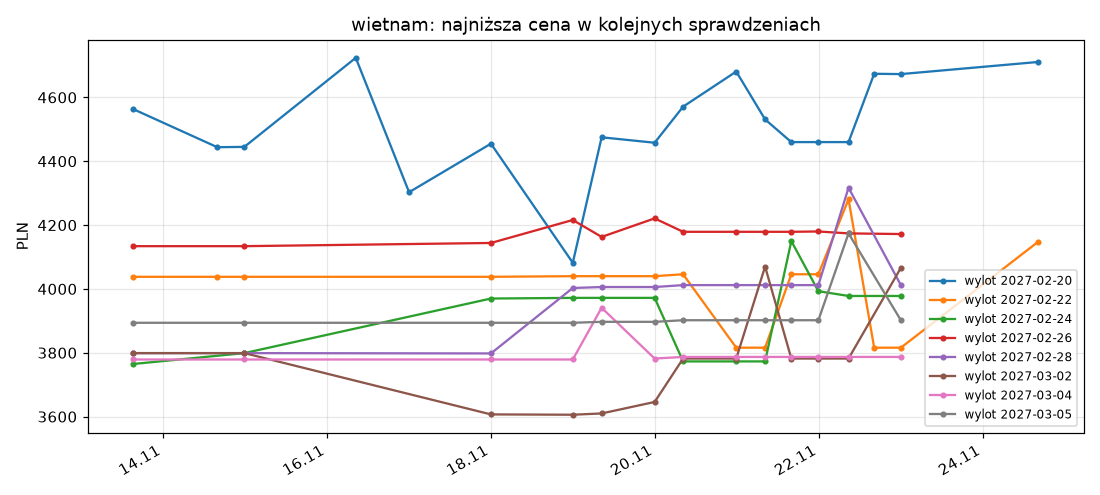 wietnam: najniższa cena w kolejnych sprawdzeniach
PLN
4600
4400
4200
4000
3800
3600
14.11
16.11
18.11
20.11
22.11
24.11
wylot 2027-02-20
wylot 2027-02-22
wylot 2027-02-24
wylot 2027-02-26
wylot 2027-02-28
wylot 2027-03-02
wylot 2027-03-04
wylot 2027-03-05